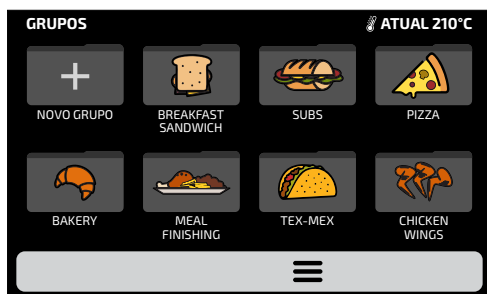 GRUPOS
ATUAL 210°C
NOVO GRUPO
BREAKFAST
SANDWICH
SUBS
PIZZA
BAKERY
MEAL
FINISHING
TEX-MEX
CHICKEN
WINGS